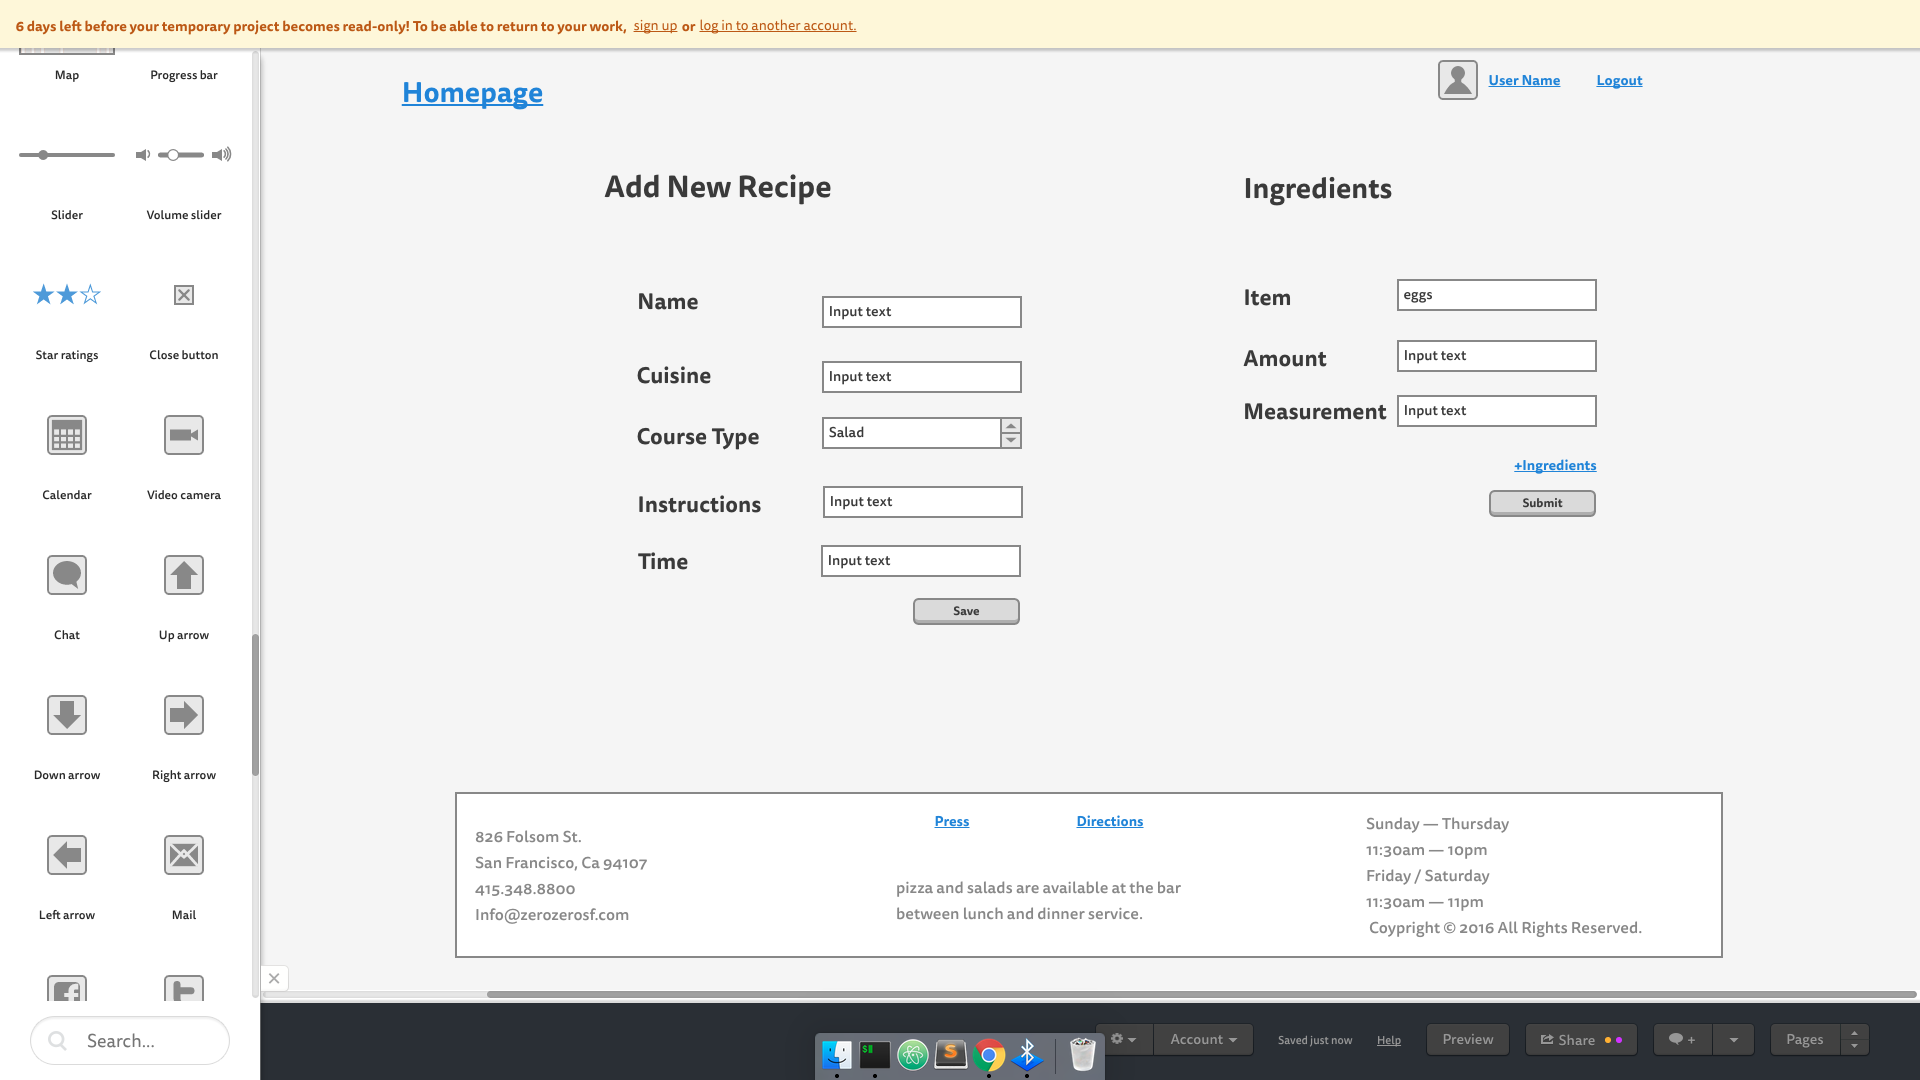 6 days left before your temporary project becomes read-only! To be able to return to your work, sign up or log in to another account.
Map
Progress bar
Slider
Volume slider
Star ratings
Close button
Calendar
Video camera
Chat
Up arrow
Down arrow
Right arrow
Left arrow
Mail
Search...
Homepage
User Name
Logout
Add New Recipe
Name
Input text
Cuisine
Input text
Course Type
Salad
Instructions
Input text
Time
Input text
Save
Ingredients
Item
eggs
Amount
Input text
Measurement
Input text
+Ingredients
Submit
826 Folsom St.
San Francisco, Ca 94107
415.348.8800
Info@zerozerosf.com
Press
Directions
pizza and salads are available at the bar
between lunch and dinner service.
Sunday — Thursday
11:30am — 10pm
Friday / Saturday
11:30am — 11pm
Coypright © 2016 All Rights Reserved.
Account
Saved just now
Help
Preview
Share
+
Pages